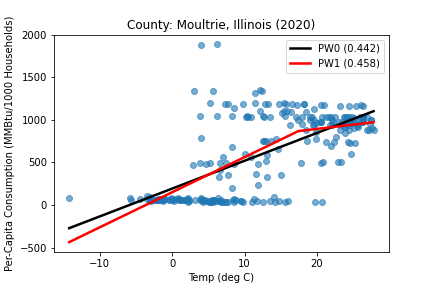 County: Moultrie, Illinois (2020)
Per-Capita Consumption (MMBtu/1000 Households)
2000
1500
1000
500
0
−500
PW0 (0.442)
PW1 (0.458)
−10
0
10
20
Temp (deg C)